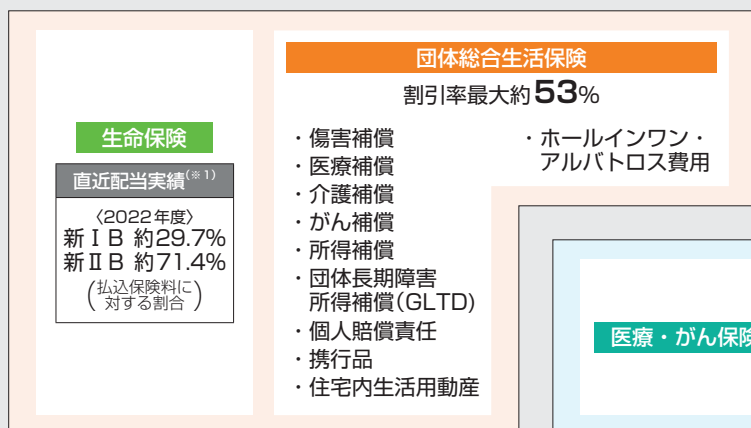 生命保険
直近配当実績(※1)
〈2022年度〉
新ⅠB 約29.7%
新ⅡB 約71.4%
(払込保険料に
対する割合)
団体総合生活保険
割引率最大約53%
・傷害補償
・医療補償
・介護補償
・がん補償
・所得補償
・団体長期障害
所得補償(GLTD)
・個人賠償責任
・携行品
・住宅内生活用動産
・ホールインワン・
アルバトロス費用
医療・がん保険